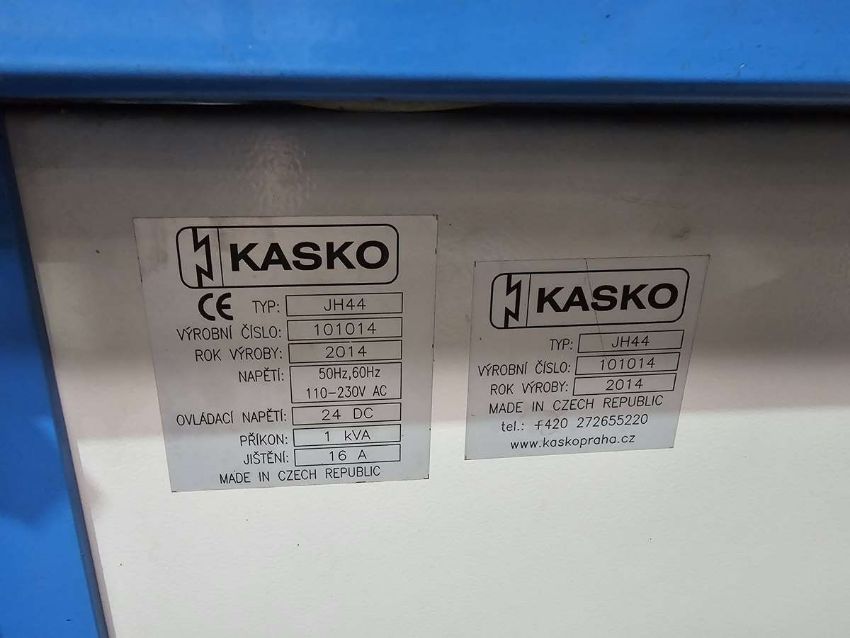 KASKO
CE TYP: JH44
VÝROBNÍ ČÍSLO: 101014
ROK VÝROBY: 2014
NAPĚTÍ: 50Hz,60Hz
110-230V AC
OVLÁDACÍ NAPĚTÍ: 24 DC
PŘÍKON: 1 kVA
JIŠTĚNÍ: 16 A
MADE IN CZECH REPUBLIC
KASKO
TYP: JH44
VÝROBNÍ ČÍSLO: 101014
ROK VÝROBY: 2014
MADE IN CZECH REPUBLIC
tel.: +420 272655220
www.kaskopraha.cz